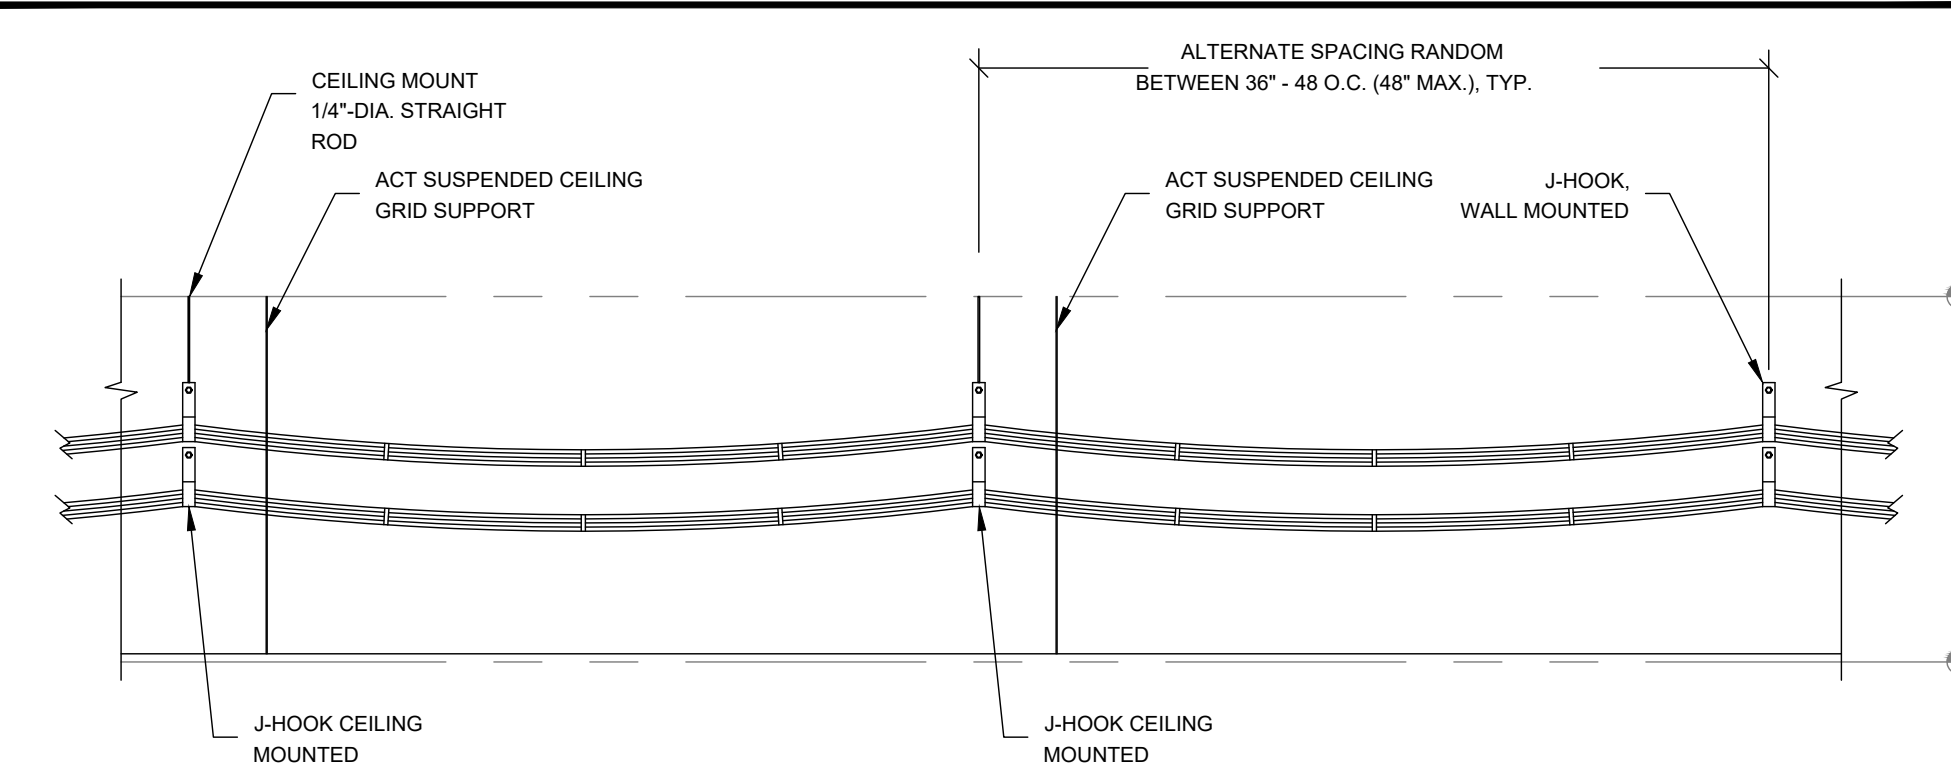 ALTERNATE SPACING RANDOM
BETWEEN 36" - 48 O.C. (48" MAX.), TYP.
CEILING MOUNT
1/4"-DIA. STRAIGHT
ROD
ACT SUSPENDED CEILING
GRID SUPPORT
ACT SUSPENDED CEILING
GRID SUPPORT
J-HOOK,
WALL MOUNTED
J-HOOK CEILING
MOUNTED
J-HOOK CEILING
MOUNTED